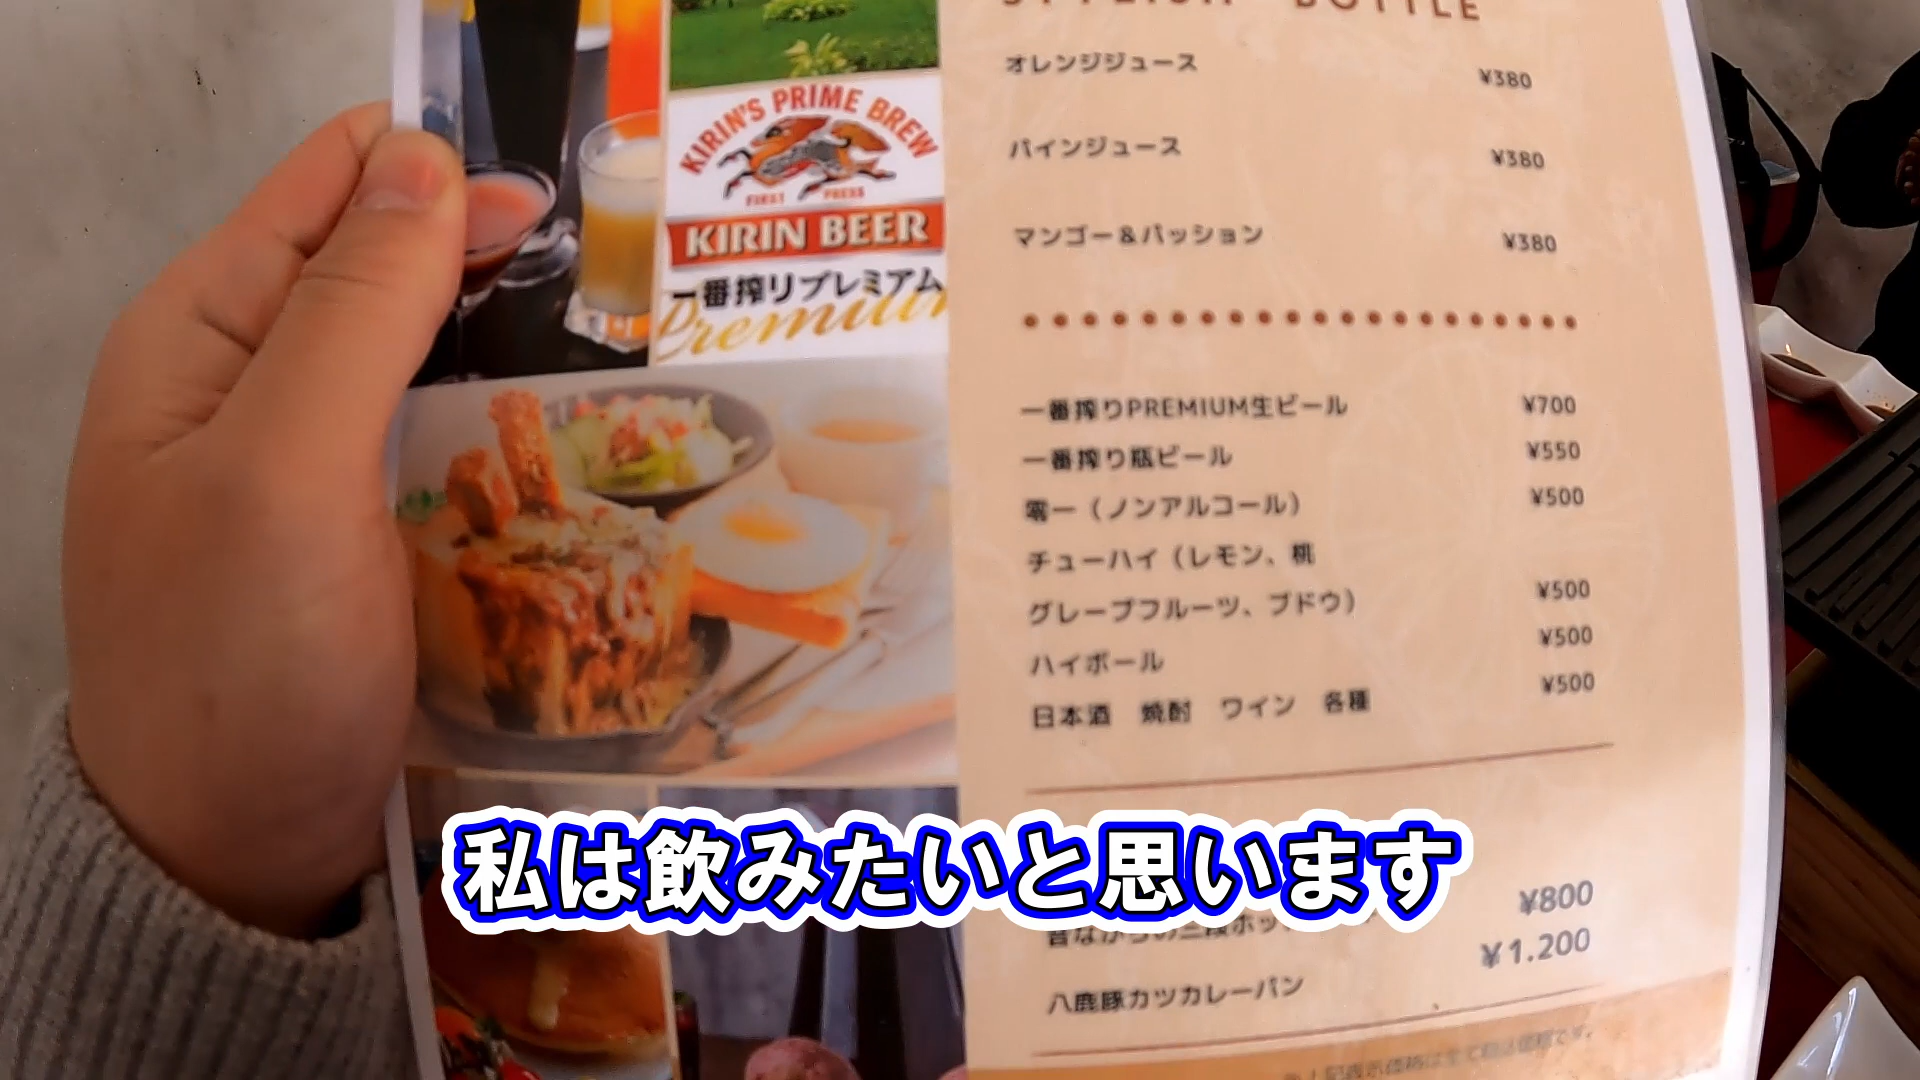 KIRIN'S PRIME BREW
FIRST PRESS
KIRIN BEER
一番搾りプレミアム
Premium
BOTTLE
オレンジジュース ¥380
パインジュース ¥380
マンゴー＆パッション ¥380
一番搾りPREMIUM生ビール ¥700
一番搾り瓶ビール ¥550
零一（ノンアルコール） ¥500
チューハイ（レモン、桃
グレープフルーツ、ブドウ） ¥500
ハイボール ¥500
日本酒　焼酎　ワイン　各種 ¥500
私は飲みたいと思います
¥800
八鹿豚カツカレーパン ¥1.200